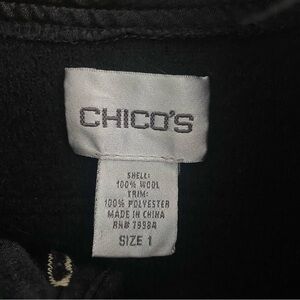 CHICO'S
SHELL:
100% WOOL
TRIM:
100% POLYESTER
MADE IN CHINA
RN# 79984
SIZE 1